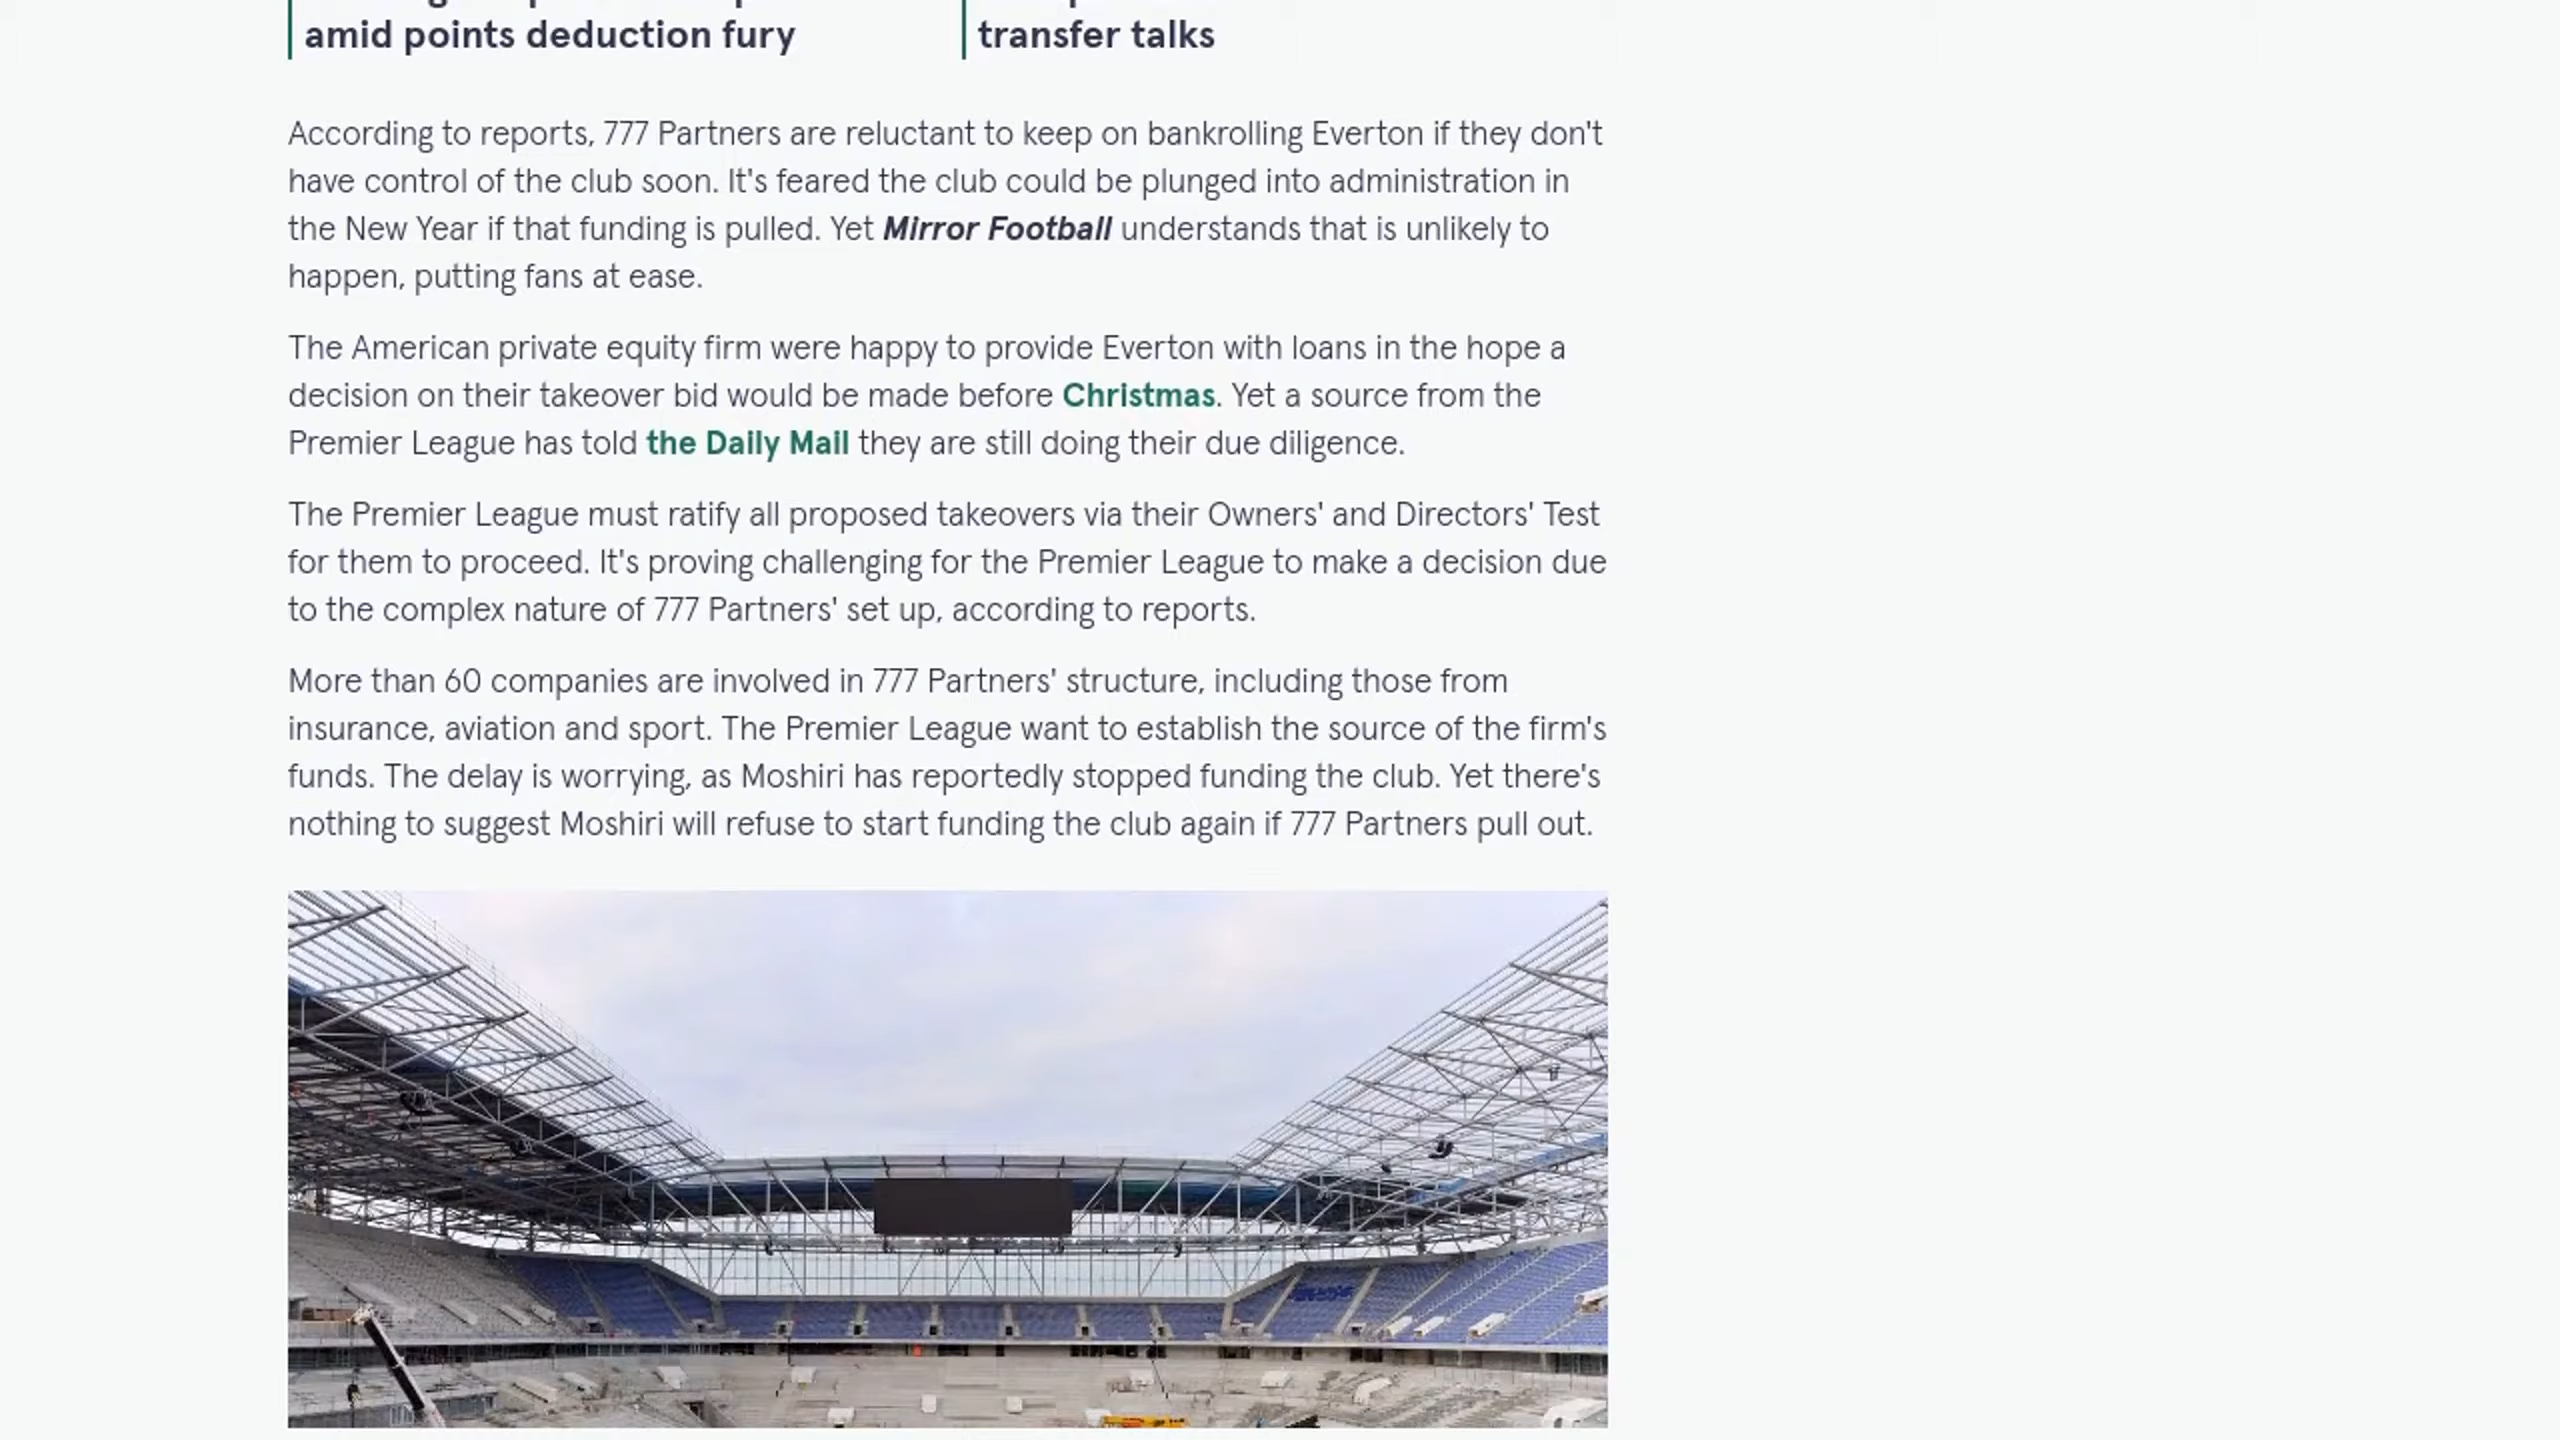 amid points deduction fury
transfer talks
According to reports, 777 Partners are reluctant to keep on bankrolling Everton if they don't
have control of the club soon. It's feared the club could be plunged into administration in
the New Year if that funding is pulled. Yet Mirror Football understands that is unlikely to
happen, putting fans at ease.
The American private equity firm were happy to provide Everton with loans in the hope a
decision on their takeover bid would be made before Christmas. Yet a source from the
Premier League has told the Daily Mail they are still doing their due diligence.
The Premier League must ratify all proposed takeovers via their Owners' and Directors' Test
for them to proceed. It's proving challenging for the Premier League to make a decision due
to the complex nature of 777 Partners' set up, according to reports.
More than 60 companies are involved in 777 Partners' structure, including those from
insurance, aviation and sport. The Premier League want to establish the source of the firm's
funds. The delay is worrying, as Moshiri has reportedly stopped funding the club. Yet there's
nothing to suggest Moshiri will refuse to start funding the club again if 777 Partners pull out.